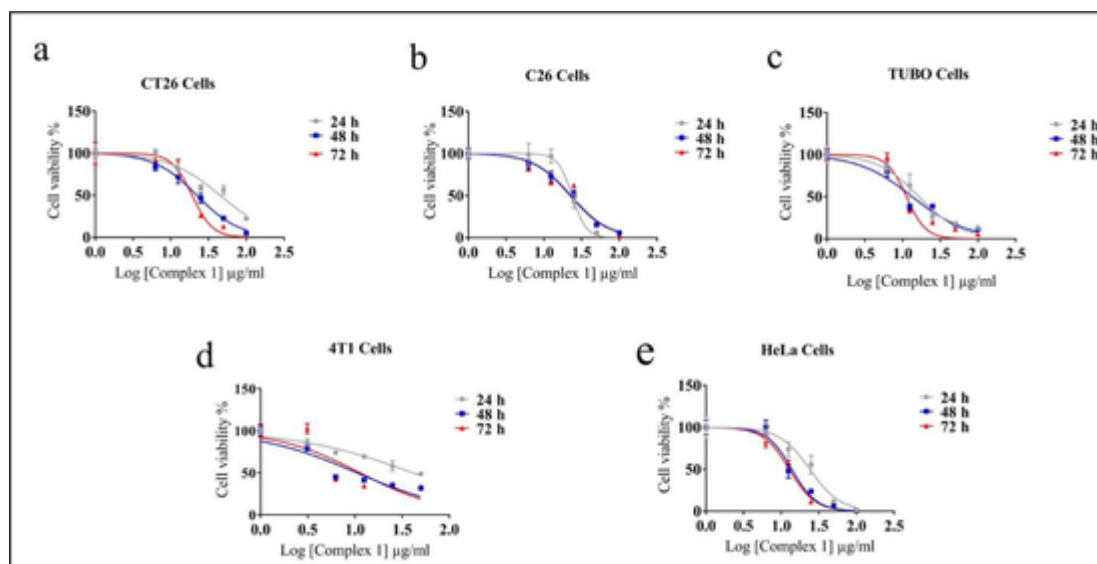 a
CT26 Cells
Cell vaibility %
150
100
50
0
0.0 0.5 1.0 1.5 2.0 2.5
Log [Complex 1] µg/ml
24 h
48 h
72 h
b
C26 Cells
Cell viability %
150
100
50
0
0.0 0.5 1.0 1.5 2.0 2.5
Log [Complex 1] µg/ml
24 h
48 h
72 h
c
TUBO Cells
Cell viability %
150
100
50
0
0.0 0.5 1.0 1.5 2.0 2.5
Log [Complex 1] µg/ml
24 h
48 h
72 h
d
4T1 Cells
Cell viability %
150
100
50
0
0.0 0.5 1.0 1.5 2.0
Log [Complex 1] µg/ml
24 h
48 h
72 h
e
HeLa Cells
Cell viability %
150
100
50
0
0.0 0.5 1.0 1.5 2.0 2.5
Log [Complex 1] µg/ml
24 h
48 h
72 h